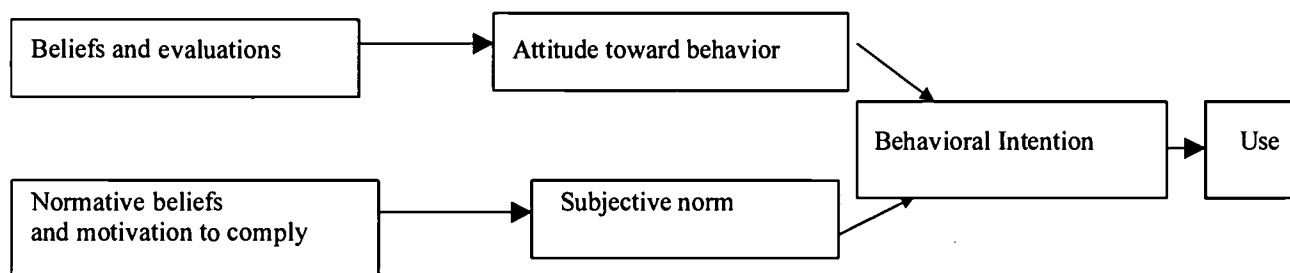 Beliefs and evaluations
Attitude toward behavior
Behavioral Intention
Use
Normative beliefs
and motivation to comply
Subjective norm